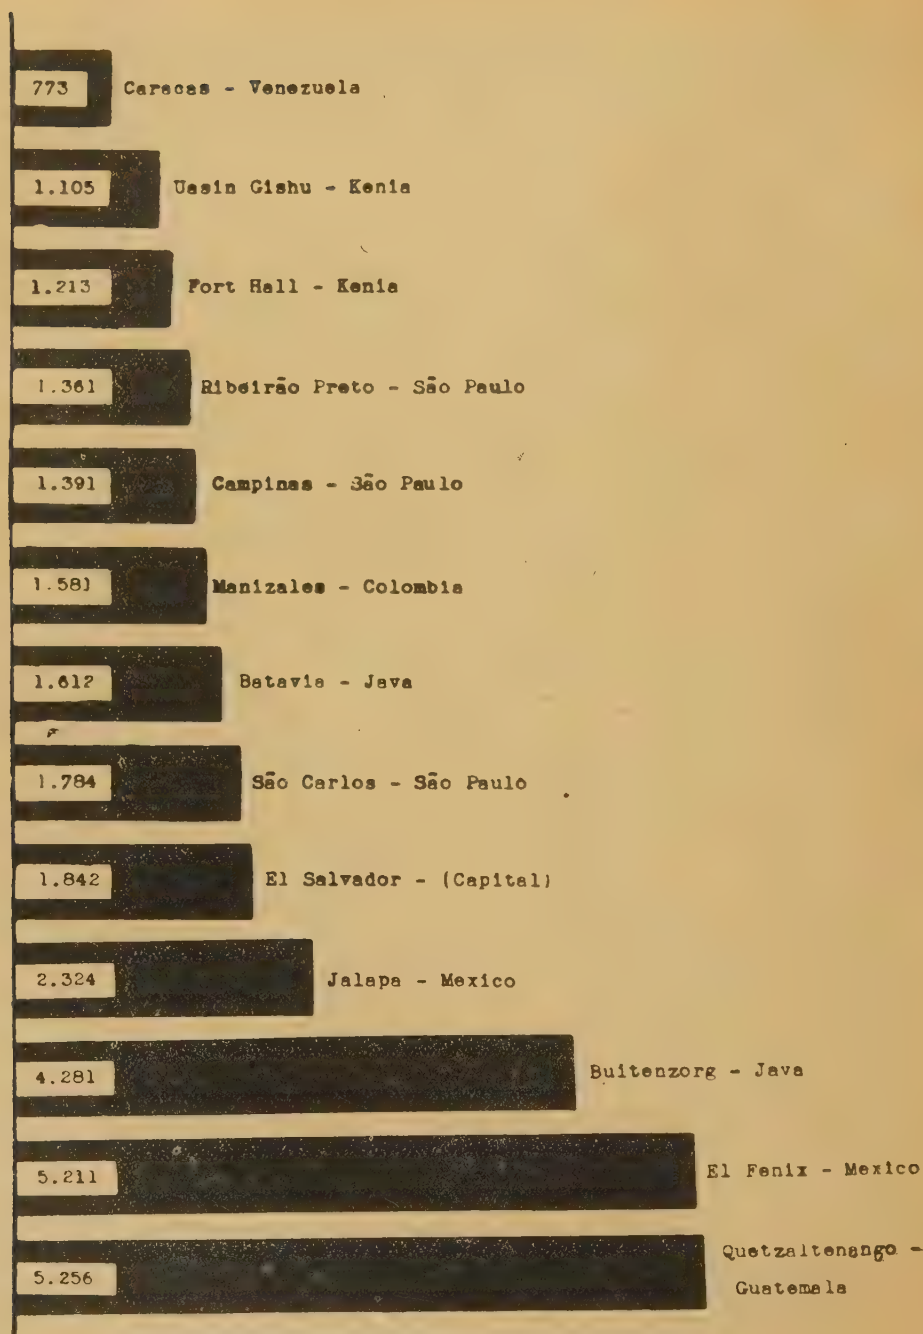 773 Caracas - Venezuela
1.105 Uasin Gishu - Kenia
1.213 Fort Hall - Kenia
1.361 Ribeirão Preto - São Paulo
1.391 Campinas - São Paulo
1.581 Manizales - Colombia
1.612 Batavia - Java
1.784 São Carlos - São Paulo
1.842 El Salvador - (Capital)
2.324 Jalapa - Mexico
4.281 Buitenzorg - Java
5.211 El Fenix - Mexico
5.256 Quetzaltenango -
Guatemala